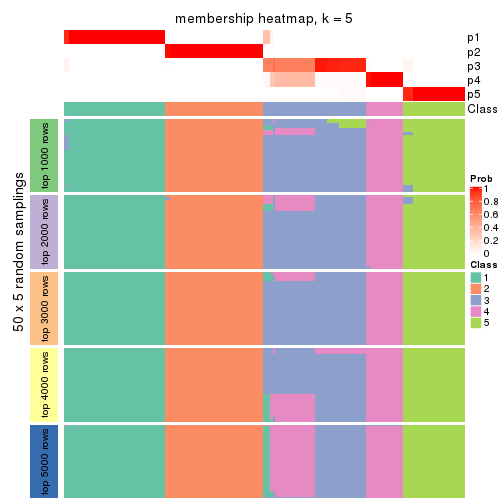 membership heatmap, k = 5
p1
p2
p3
p4
p5
Class
50 x 5 random samplings
top 1000 rows
top 2000 rows
top 3000 rows
top 4000 rows
top 5000 rows
Prob
1
0.8
0.6
0.4
0.2
0
Class
1
2
3
4
5